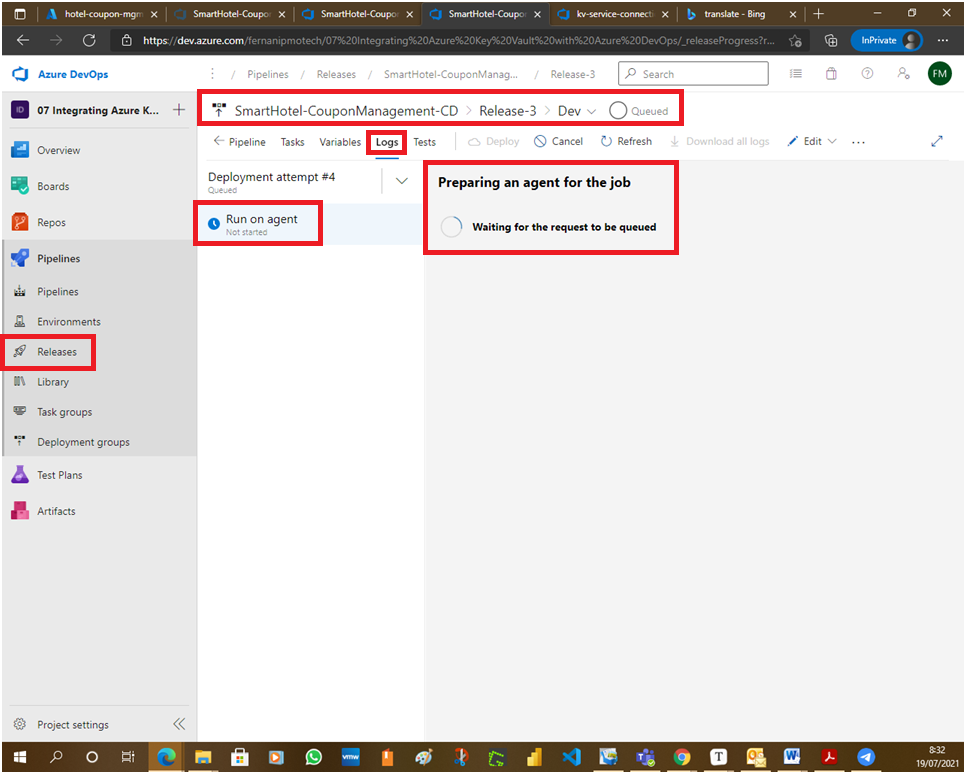 hotel-coupon-mgm
SmartHotel-Coupo
SmartHotel-Coupo
SmartHotel-Coupo
kv-service-connecti
translate - Bing
https://dev.azure.com/fernanipmotech/07%20Integrating%20Azure%20Key%20Vault%20with%20Azure%20DevOps/_releaseProgress?r...
InPrivate
Azure DevOps
/ Pipelines / Releases / SmartHotel-CouponManag... / Release-3
Search
FM
ID
07 Integrating Azure K...
SmartHotel-CouponManagement-CD > Release-3 > Dev
Queued
Pipeline
Tasks
Variables
Logs
Tests
Deploy
Cancel
Refresh
Download all logs
Edit
Overview
Boards
Repos
Pipelines
Pipelines
Environments
Releases
Library
Task groups
Deployment groups
Test Plans
Artifacts
Deployment attempt #4
Queued
Run on agent
Not started
Preparing an agent for the job
Waiting for the request to be queued
Project settings
vmw
T
8:32
19/07/2021